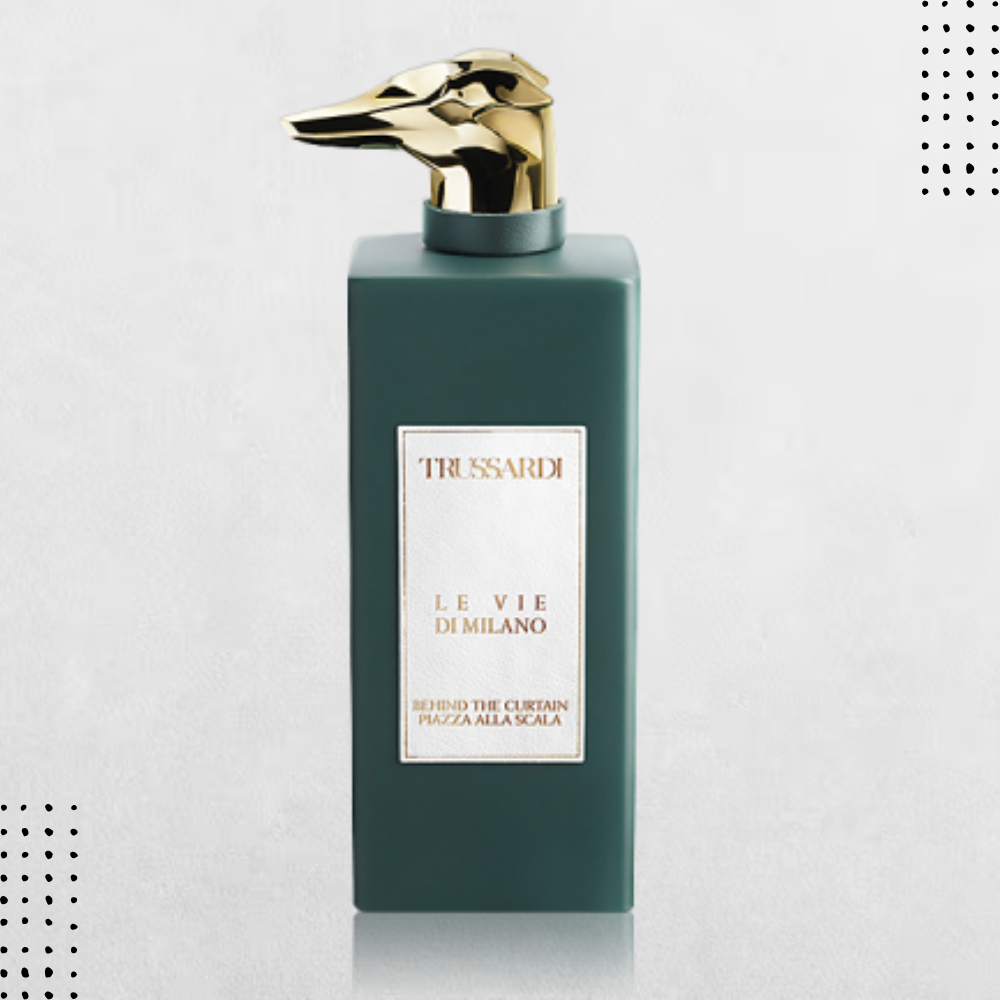 TRUSSARDI
LE VIE
DI MILANO
BEHIND THE CURTAIN
PIAZZA ALLA SCALA